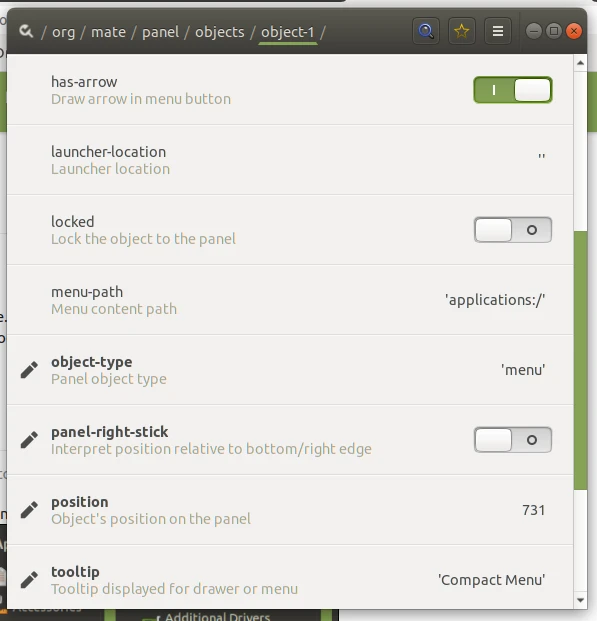 / org / mate / panel / objects / object-1 /
has-arrow
Draw arrow in menu button
launcher-location
Launcher location
''
locked
Lock the object to the panel
menu-path
Menu content path
'applications:/'
object-type
Panel object type
'menu'
panel-right-stick
Interpret position relative to bottom/right edge
position
Object's position on the panel
731
tooltip
Tooltip displayed for drawer or menu
'Compact Menu'
Accessories
Additional Drivers